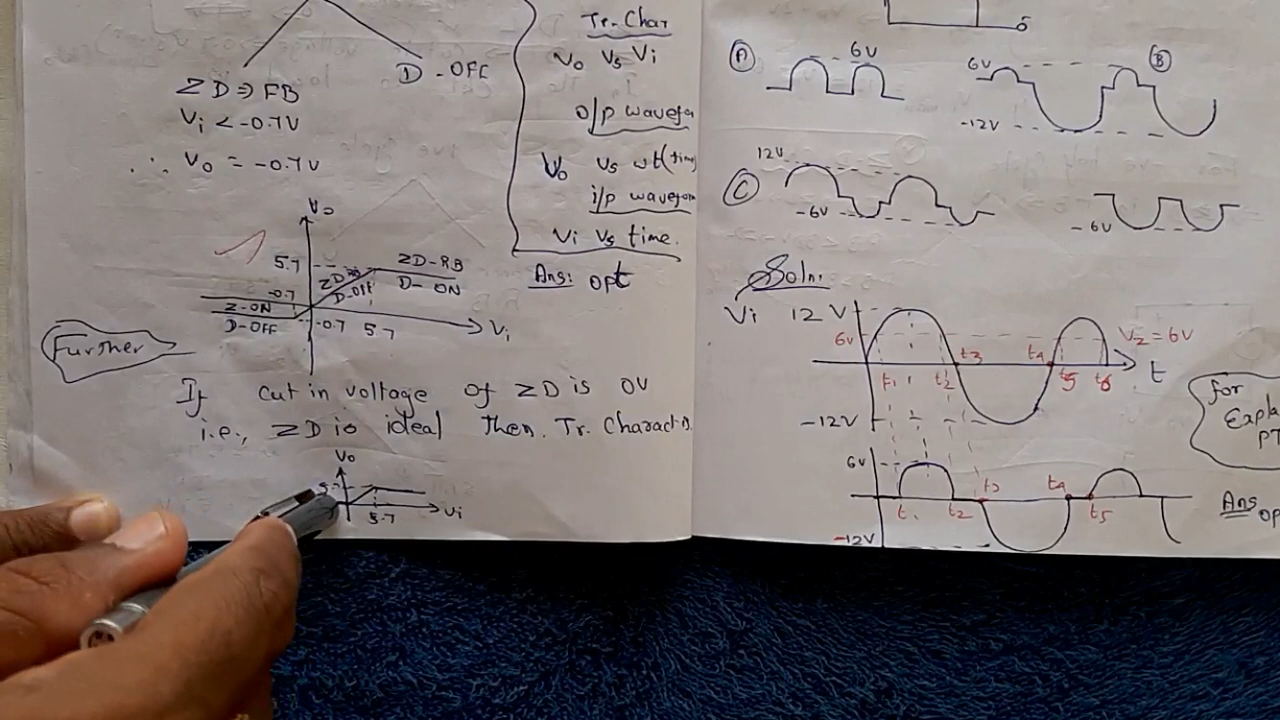 D - OFF
ZD ⇒ FB
Vi < -0.7V
∴ Vo = -0.7V
Vo
5.7
ZD-RB
D- ON
D-OFF
-0.7
Z-ON
D-OFF
-0.7
5.7
Vi
Further
If cut in voltage of ZD is 0V
i.e., ZD is ideal then. Tr. Charact
Vo
5.7
Vi
Tr. Char
Vo Vs Vi
O/P wavefo
Vo vs wt(tim
i/p wavefor
Vi Vs time.
Ans: opt
A
6V
6V
B
-12V
12V
C
-6V
-6V
Soln:
Vi
12V
6V
t1
t2
t3
t4
t5
t6
Vz = 6V
t
-12V
6V
t1
t2
t3
t4
t5
-12V
For
Expla
PT
Ans
op